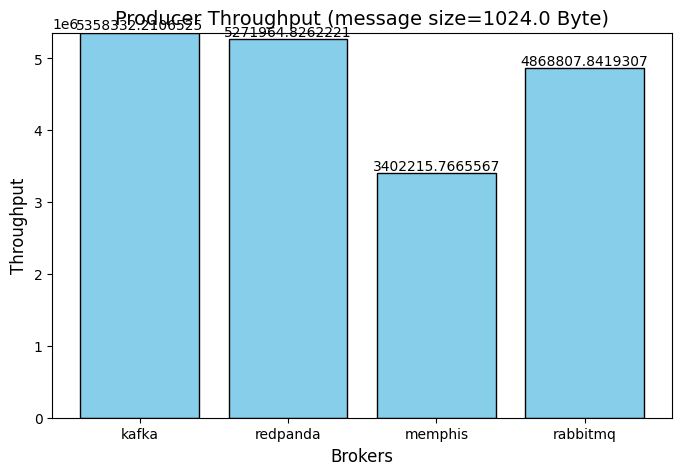 Producer Throughput (message size=1024.0 Byte)
1e6
5358332.2106525
5271964.8262221
3402215.7665567
4868807.8419307
5
4
3
2
1
0
Throughput
kafka
redpanda
memphis
rabbitmq
Brokers